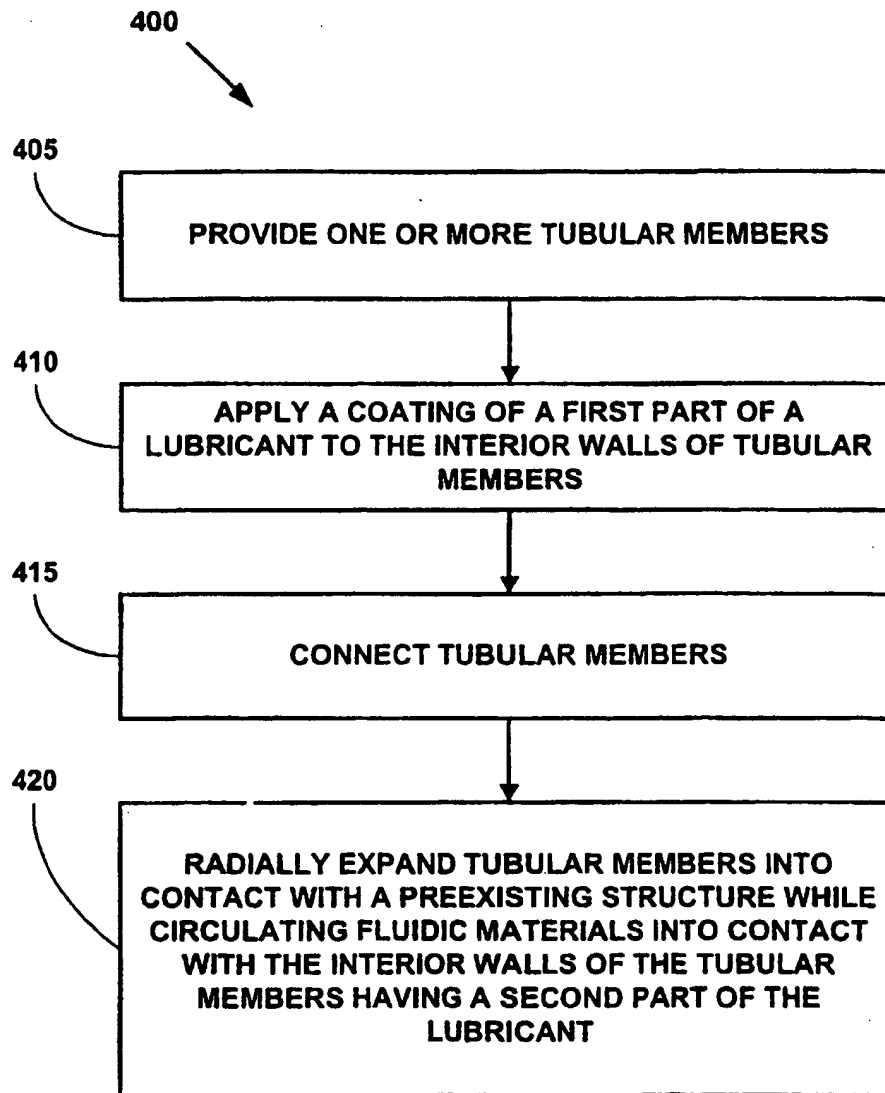 400
405
PROVIDE ONE OR MORE TUBULAR MEMBERS
410
APPLY A COATING OF A FIRST PART OF A
LUBRICANT TO THE INTERIOR WALLS OF TUBULAR
MEMBERS
415
CONNECT TUBULAR MEMBERS
420
RADIALLY EXPAND TUBULAR MEMBERS INTO
CONTACT WITH A PREEXISTING STRUCTURE WHILE
CIRCULATING FLUIDIC MATERIALS INTO CONTACT
WITH THE INTERIOR WALLS OF THE TUBULAR
MEMBERS HAVING A SECOND PART OF THE
LUBRICANT